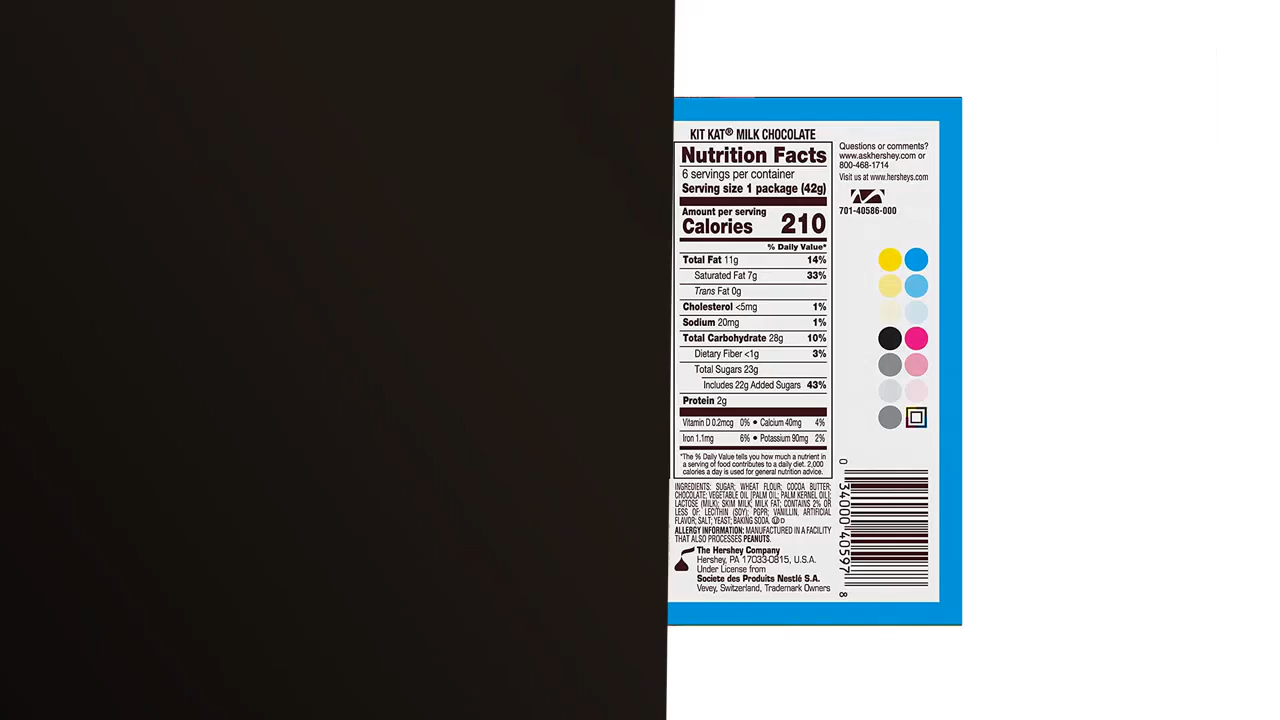 KIT KAT® MILK CHOCOLATE
Nutrition Facts
6 servings per container
Serving size 1 package (42g)
Amount per serving
Calories 210
% Daily Value*
Total Fat 11g 14%
Saturated Fat 7g 33%
Trans Fat 0g
Cholesterol <5mg 1%
Sodium 20mg 1%
Total Carbohydrate 28g 10%
Dietary Fiber <1g 3%
Total Sugars 23g
Includes 22g Added Sugars 43%
Protein 2g
Vitamin D 0.2mcg 0% • Calcium 40mg 4%
Iron 1.1mg 6% • Potassium 90mg 2%
*The % Daily Value tells you how much a nutrient in
a serving of food contributes to a daily diet. 2,000
calories a day is used for general nutrition advice.
INGREDIENTS: SUGAR; WHEAT FLOUR; COCOA BUTTER;
CHOCOLATE; VEGETABLE OIL [PALM OIL; PALM KERNEL OIL];
LACTOSE (MILK); SKIM MILK; MILK FAT; CONTAINS 2% OR
LESS OF: LECITHIN (SOY); PGPR; VANILLIN, ARTIFICIAL
FLAVOR; SALT; YEAST; BAKING SODA. Ⓤ D
ALLERGY INFORMATION: MANUFACTURED IN A FACILITY
THAT ALSO PROCESSES PEANUTS.
The Hershey Company
Hershey, PA 17033-0815, U.S.A.
Under License from
Societe des Produits Nestlé S.A.
Vevey, Switzerland, Trademark Owners
Questions or comments?
www.askhershey.com or
800-468-1714
Visit us at www.hersheys.com
701-40586-000
0 34000 40597 8